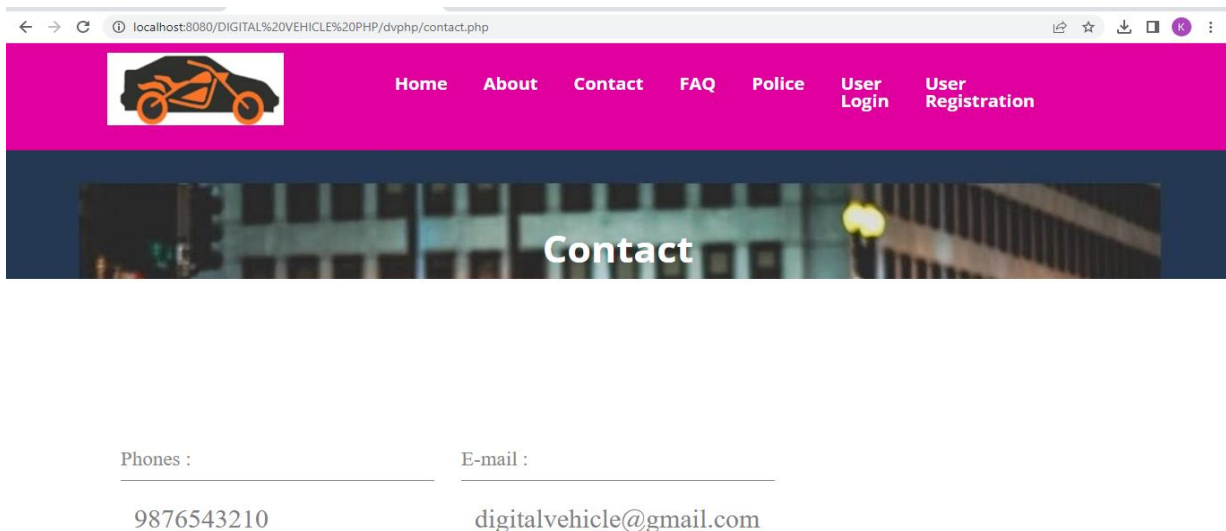 localhost:8080/DIGITAL%20VEHICLE%20PHP/dvphp/contact.php
K
Home About Contact FAQ Police User Login User Registration
Contact
Phones : E-mail :
9876543210 digitalvehicle@gmail.com